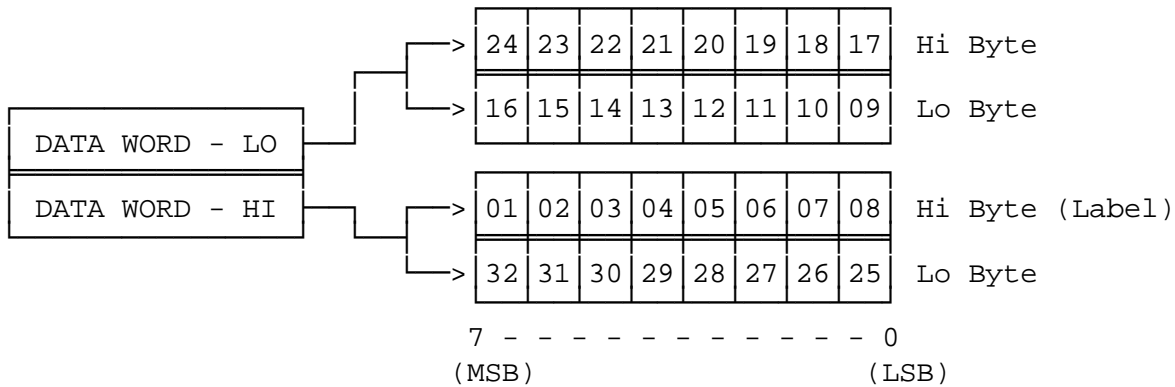 > 24 23 22 21 20 19 18 17 Hi Byte
> 16 15 14 13 12 11 10 09 Lo Byte
DATA WORD - LO
DATA WORD - HI
> 01 02 03 04 05 06 07 08 Hi Byte (Label)
> 32 31 30 29 28 27 26 25 Lo Byte
7 - - - - - - - - - - - 0
(MSB) (LSB)